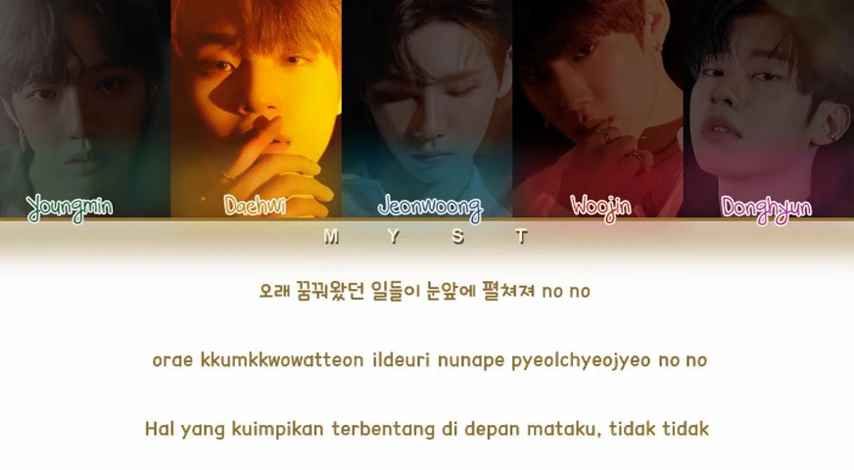 Youngmin Daehwi Jeonwoong Woojin Donghyun
M Y S T
오래 꿈꿔왔던 일들이 눈앞에 펼쳐져 no no
orae kkumkkwowatteon ildeuri nunape pyeolchyeojyeo no no
Hal yang kuimpikan terbentang di depan mataku, tidak tidak